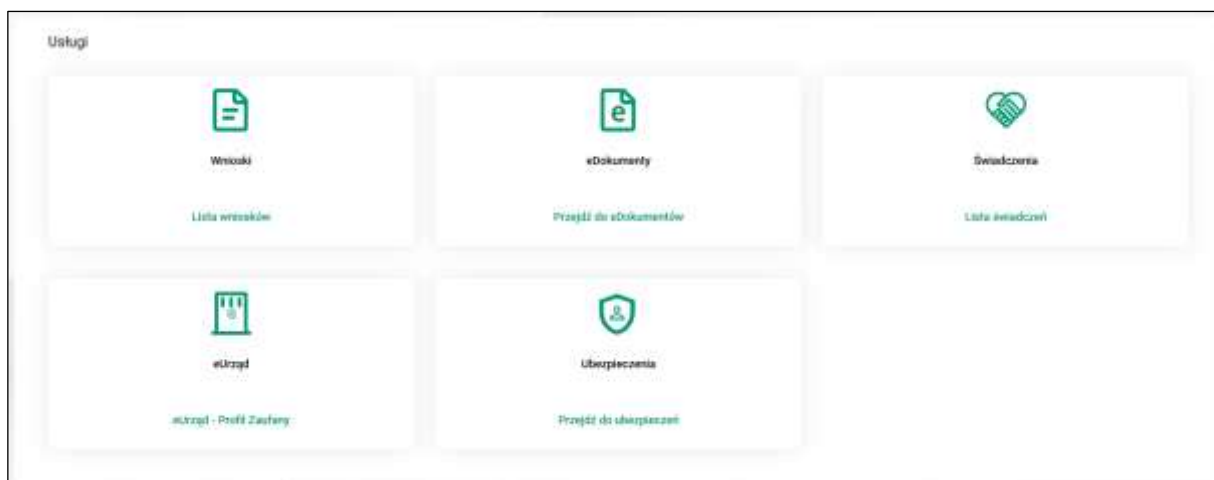 Usługi
Wnioski
eDokumenty
Świadczenia
Lista wniosków
Przejdź do eDokumentów
Lista świadczeń
eUrząd
Ubezpieczenia
eUrząd - Profil Zaufany
Przejdź do ubezpieczeń